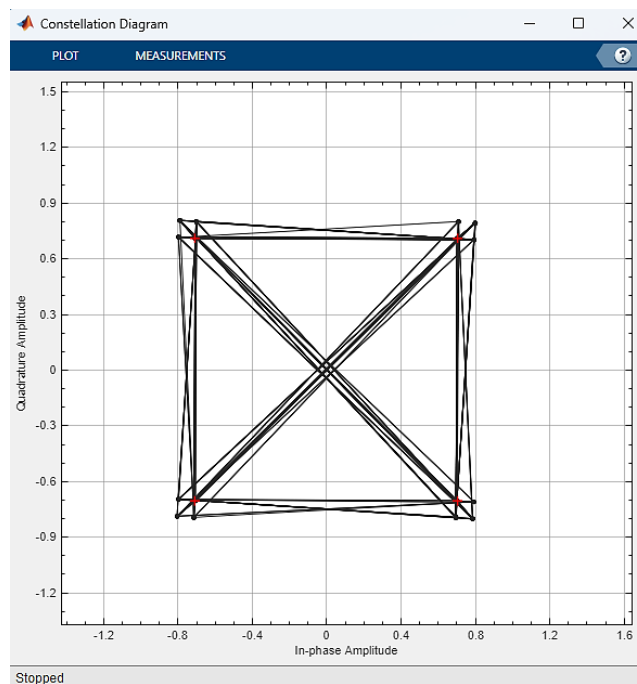 Constellation Diagram
PLOT MEASUREMENTS ?
1.5
1.2
0.9
0.6
0.3
0
-0.3
-0.6
-0.9
-1.2
Quadrature Amplitude
-1.2 -0.8 -0.4 0 0.4 0.8 1.2 1.6
In-phase Amplitude
Stopped